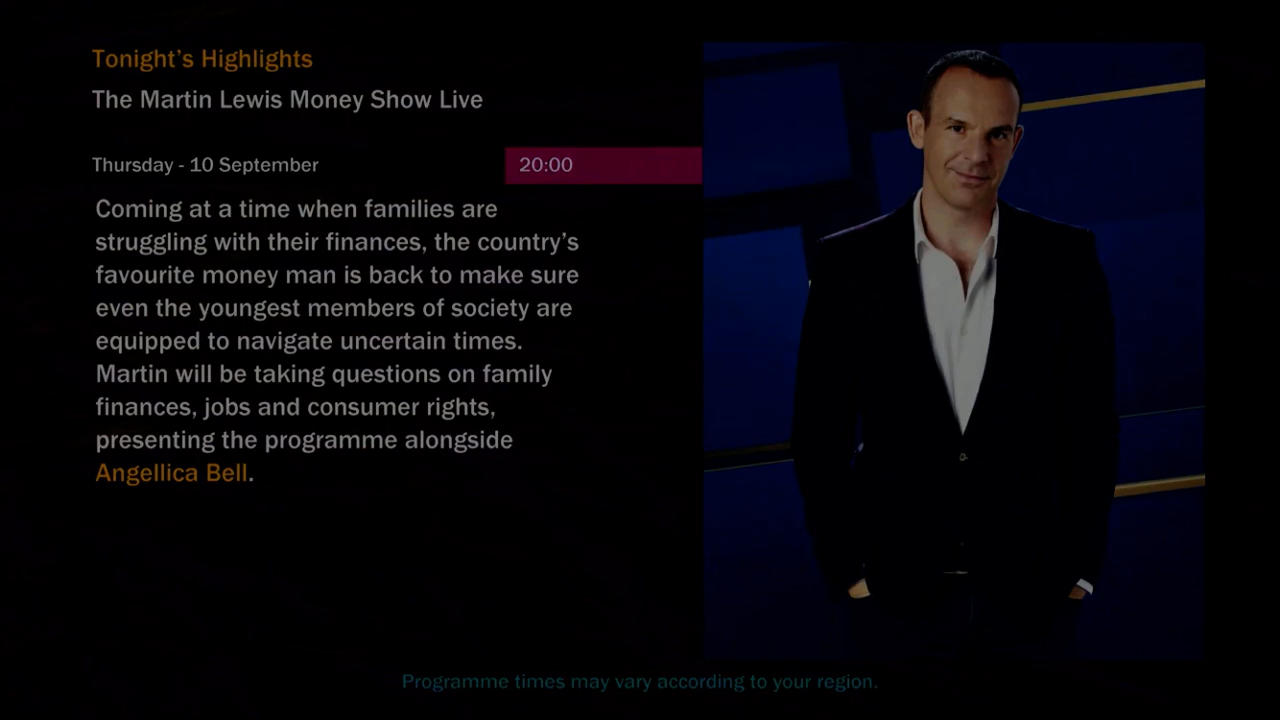 Tonight's Highlights
The Martin Lewis Money Show Live
Thursday - 10 September
20:00
Coming at a time when families are
struggling with their finances, the country's
favourite money man is back to make sure
even the youngest members of society are
equipped to navigate uncertain times.
Martin will be taking questions on family
finances, jobs and consumer rights,
presenting the programme alongside
Angellica Bell.
Programme times may vary according to your region.